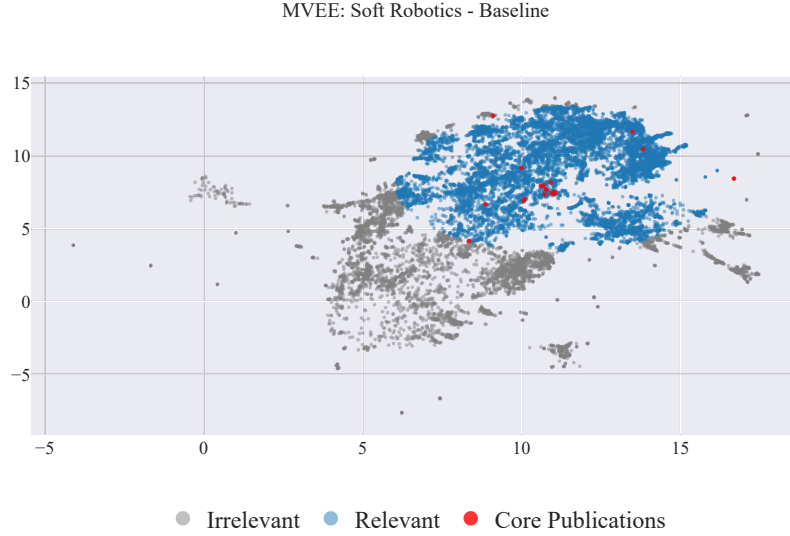 MVEE: Soft Robotics - Baseline
15
10
5
0
−5
−5 0 5 10 15
Irrelevant Relevant Core Publications